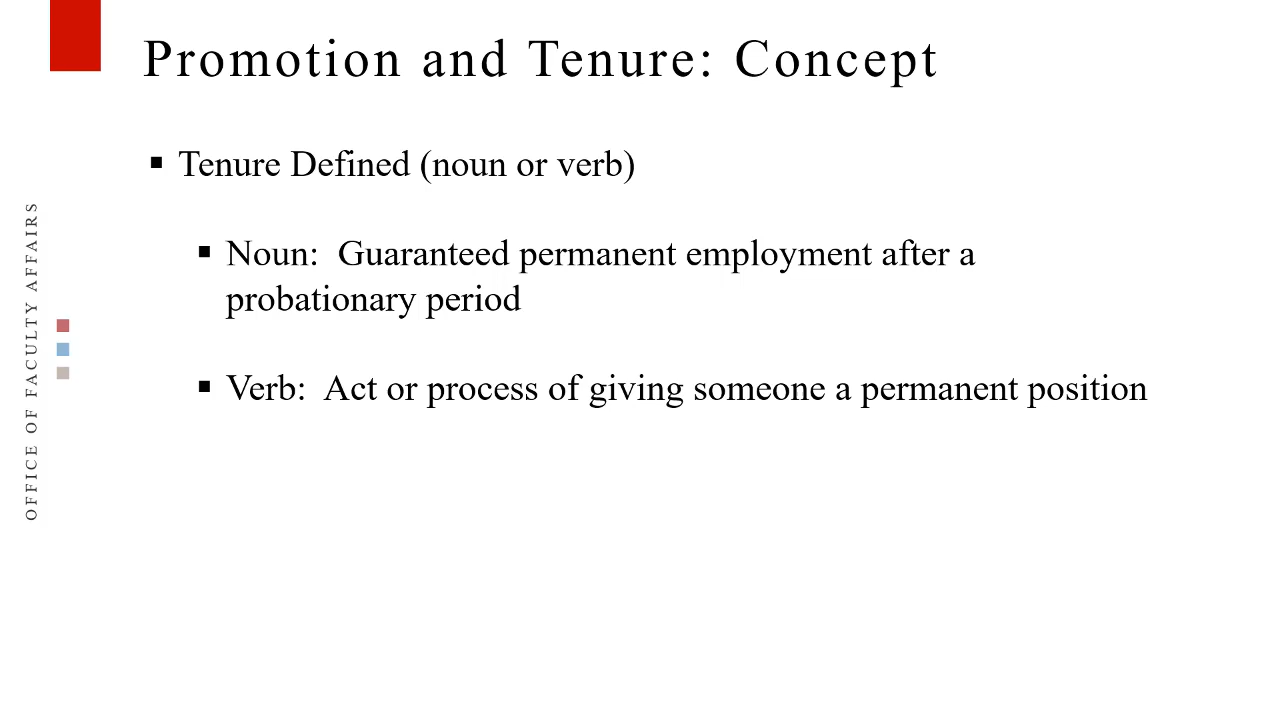 Promotion and Tenure: Concept
▪ Tenure Defined (noun or verb)
▪ Noun:  Guaranteed permanent employment after a
probationary period
▪ Verb:  Act or process of giving someone a permanent position
OFFICE OF FACULTY AFFAIRS